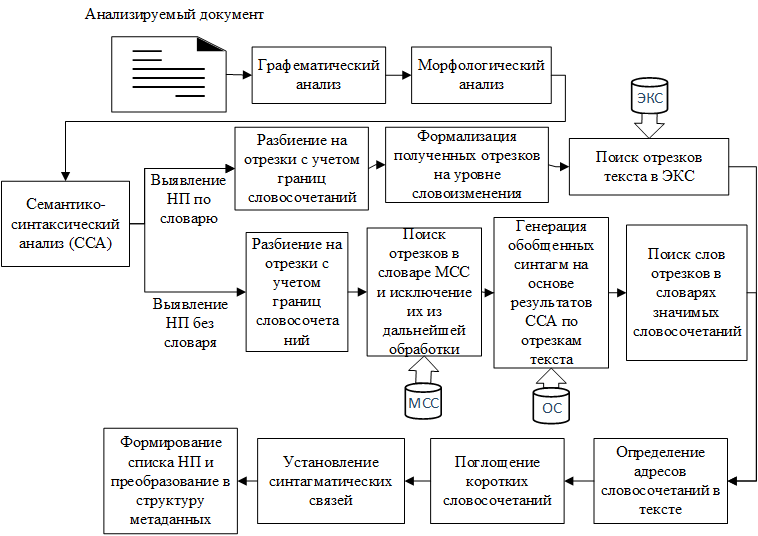 Анализируемый документ
Графематический
анализ
Морфологический
анализ
ЭКС
Семантико-
синтаксический
анализ (ССА)
Выявление
НП по
словарю
Разбиение на
отрезки с учетом
границ
словосочетаний
Формализация
полученных отрезков
на уровне
словоизменения
Поиск отрезков
текста в ЭКС
Выявление
НП без
словаря
Разбиение на
отрезки с
учетом
границ
словосочета
ний
Поиск
отрезков в
словаре МСС
и исключение
их из
дальнейшей
обработки
Генерация
обобщенных
синтагм на
основе
результатов
ССА по
отрезкам
текста
Поиск слов
отрезков в
словарях
значимых
словосочетаний
МСС
ОС
Формирование
списка НП и
преобразование в
структуру
метаданных
Установление
синтагматических
связей
Поглощение
коротких
словосочетаний
Определение
адресов
словосочетаний в
тексте